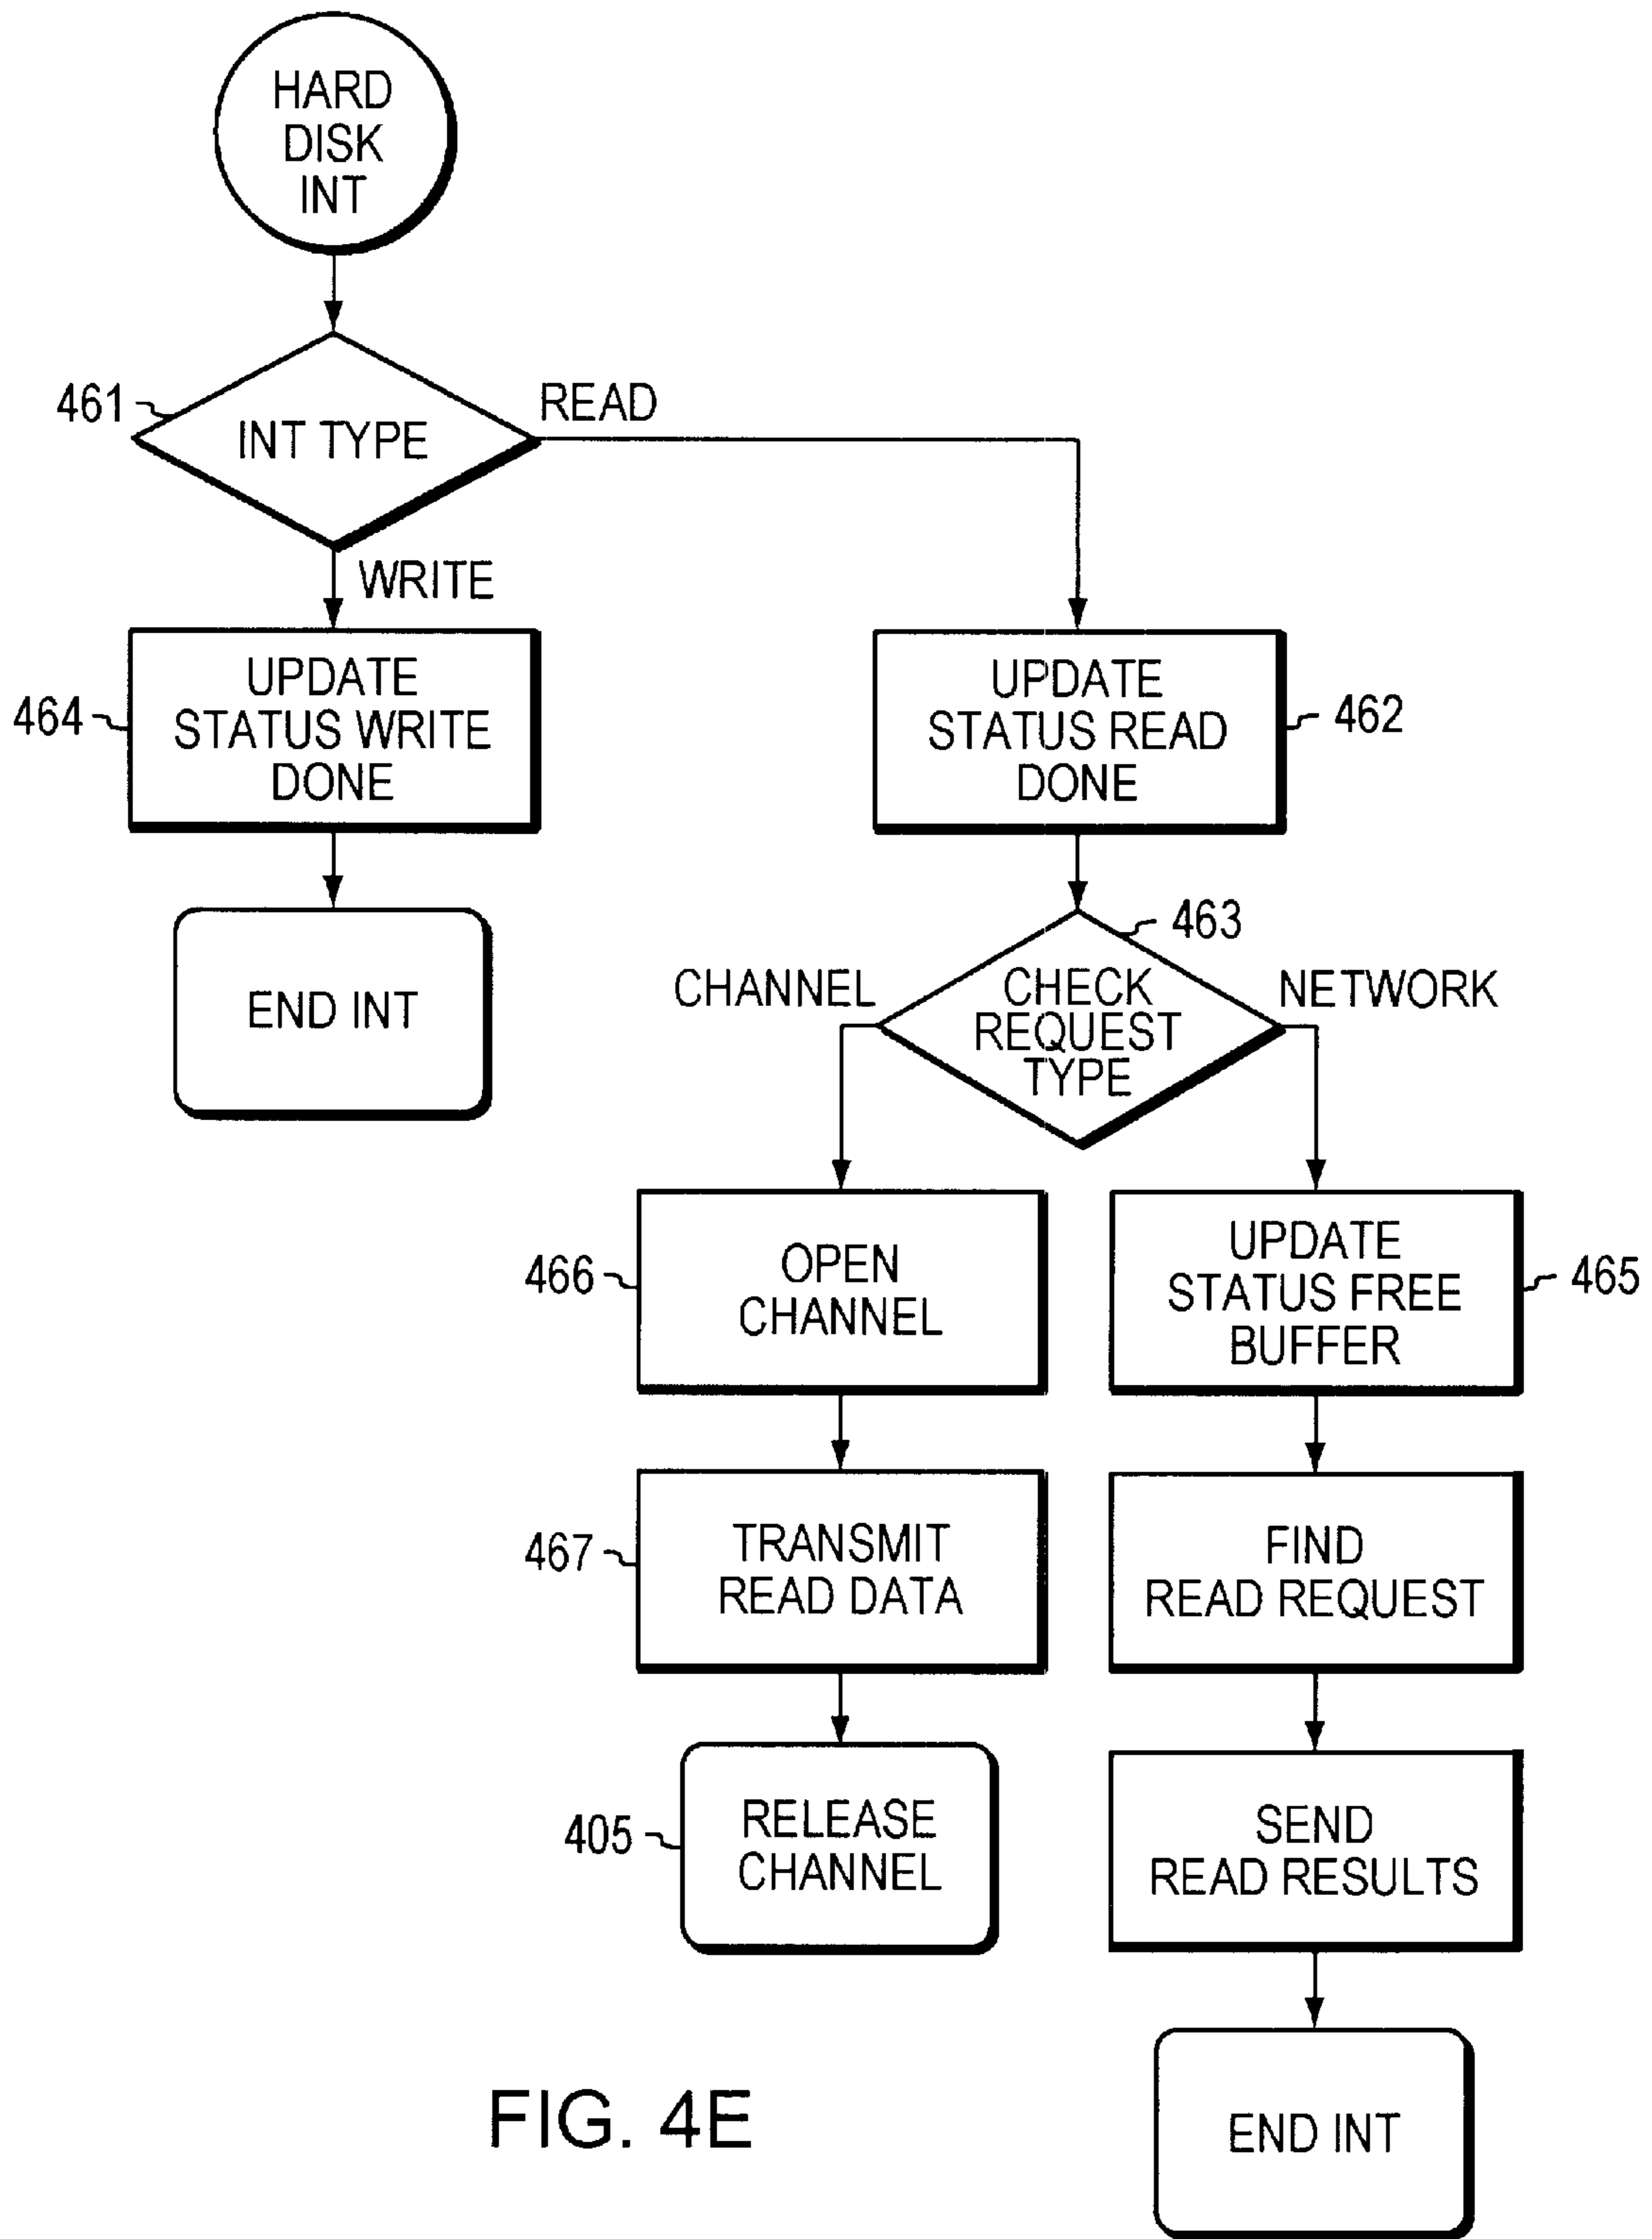 HARD
DISK
INT
461
INT TYPE
READ
WRITE
464
UPDATE
STATUS WRITE
DONE
UPDATE
STATUS READ
DONE
462
END INT
463
CHANNEL
CHECK
REQUEST
TYPE
NETWORK
466
OPEN
CHANNEL
UPDATE
STATUS FREE
BUFFER
465
467
TRANSMIT
READ DATA
FIND
READ REQUEST
405
RELEASE
CHANNEL
SEND
READ RESULTS
END INT
FIG. 4E